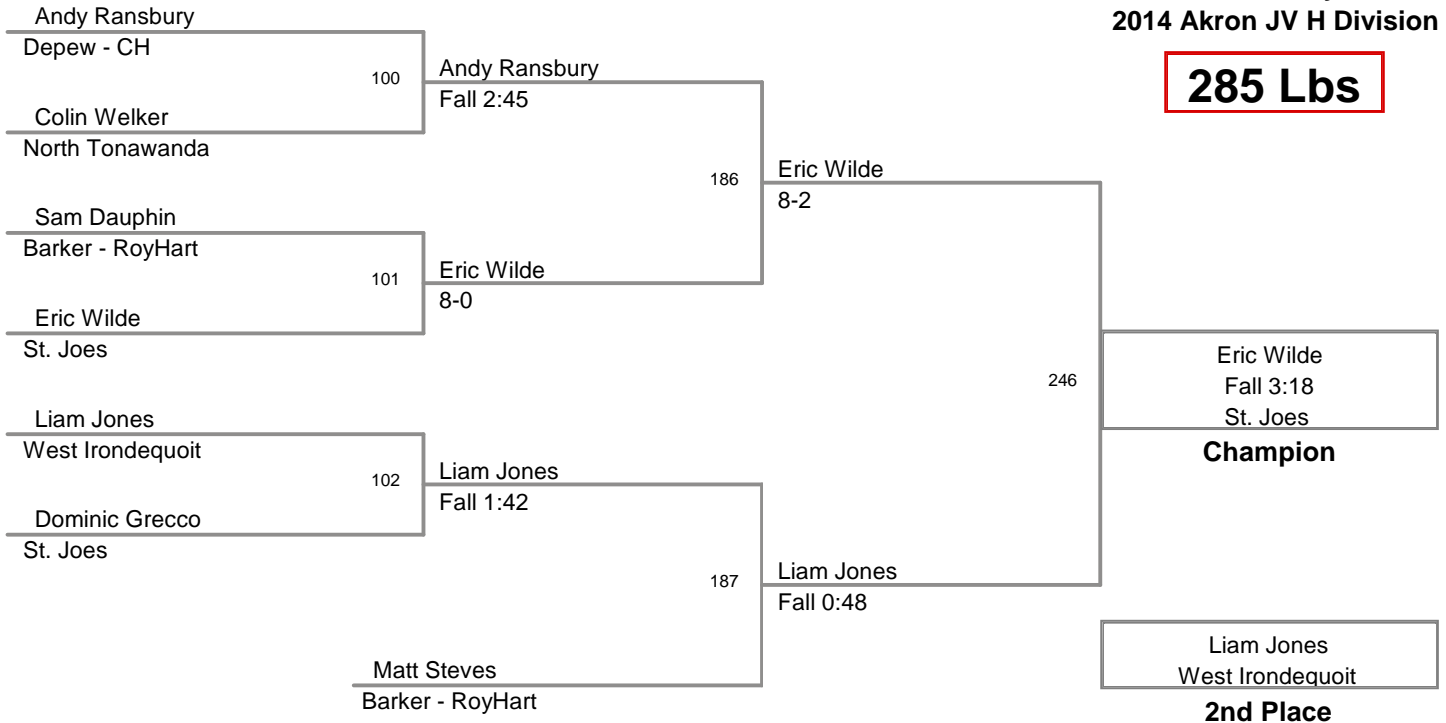 2014 Akron JV H Division
285 Lbs
Andy Ransbury
Depew - CH
100
Colin Welker
North Tonawanda
Andy Ransbury
Fall 2:45
Sam Dauphin
Barker - RoyHart
101
Eric Wilde
St. Joes
Eric Wilde
8-0
186
Eric Wilde
8-2
Liam Jones
West Irondequoit
102
Dominic Grecco
St. Joes
Liam Jones
Fall 1:42
187
Matt Steves
Barker - RoyHart
Liam Jones
Fall 0:48
246
Eric Wilde
Fall 3:18
St. Joes
Champion
Liam Jones
West Irondequoit
2nd Place